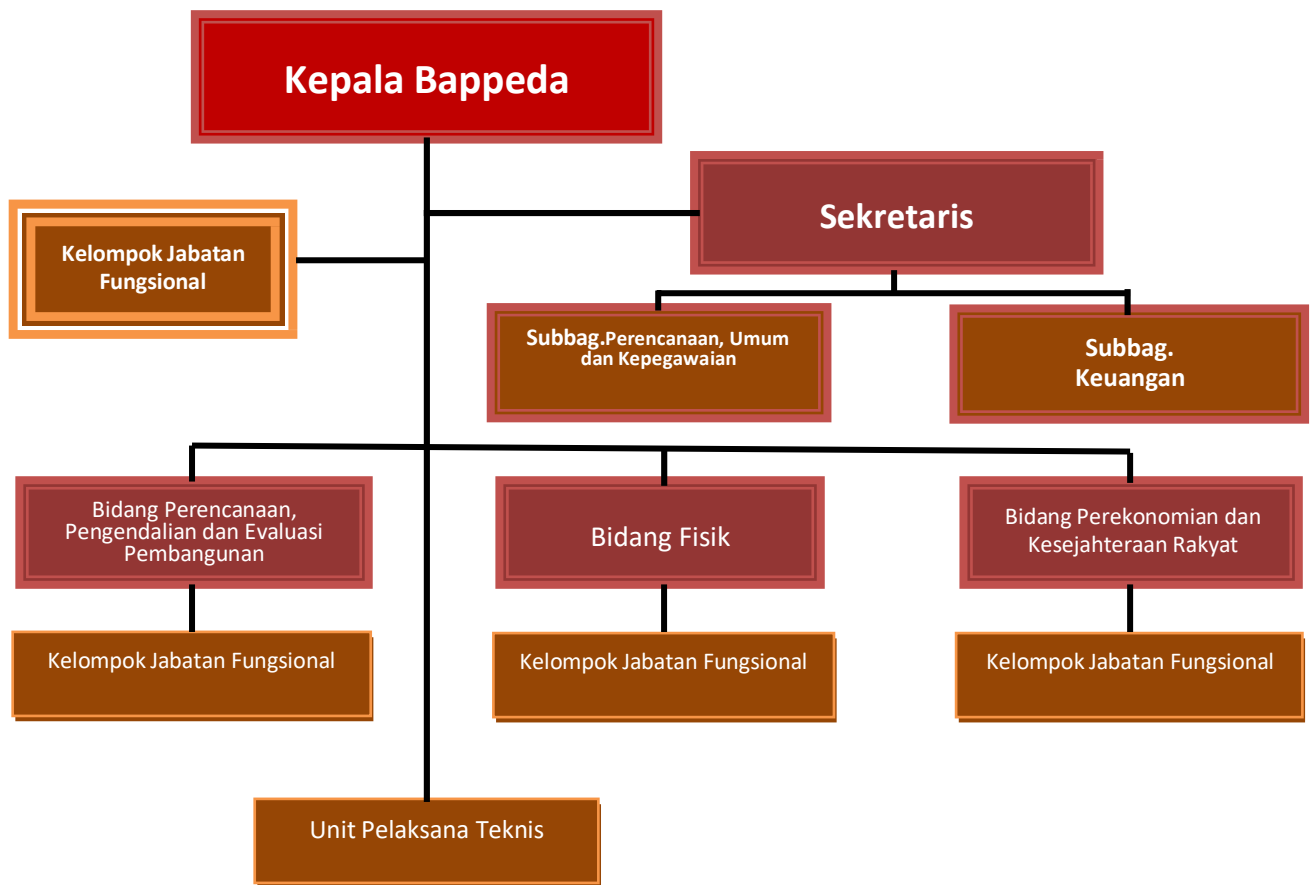 Kepala Bappeda
Sekretaris
Kelompok Jabatan
Fungsional
Subbag.Perencanaan, Umum
dan Kepegawaian
Subbag.
Keuangan
Bidang Perencanaan,
Pengendalian dan Evaluasi
Pembangunan
Bidang Fisik
Bidang Perekonomian dan
Kesejahteraan Rakyat
Kelompok Jabatan Fungsional
Kelompok Jabatan Fungsional
Kelompok Jabatan Fungsional
Unit Pelaksana Teknis